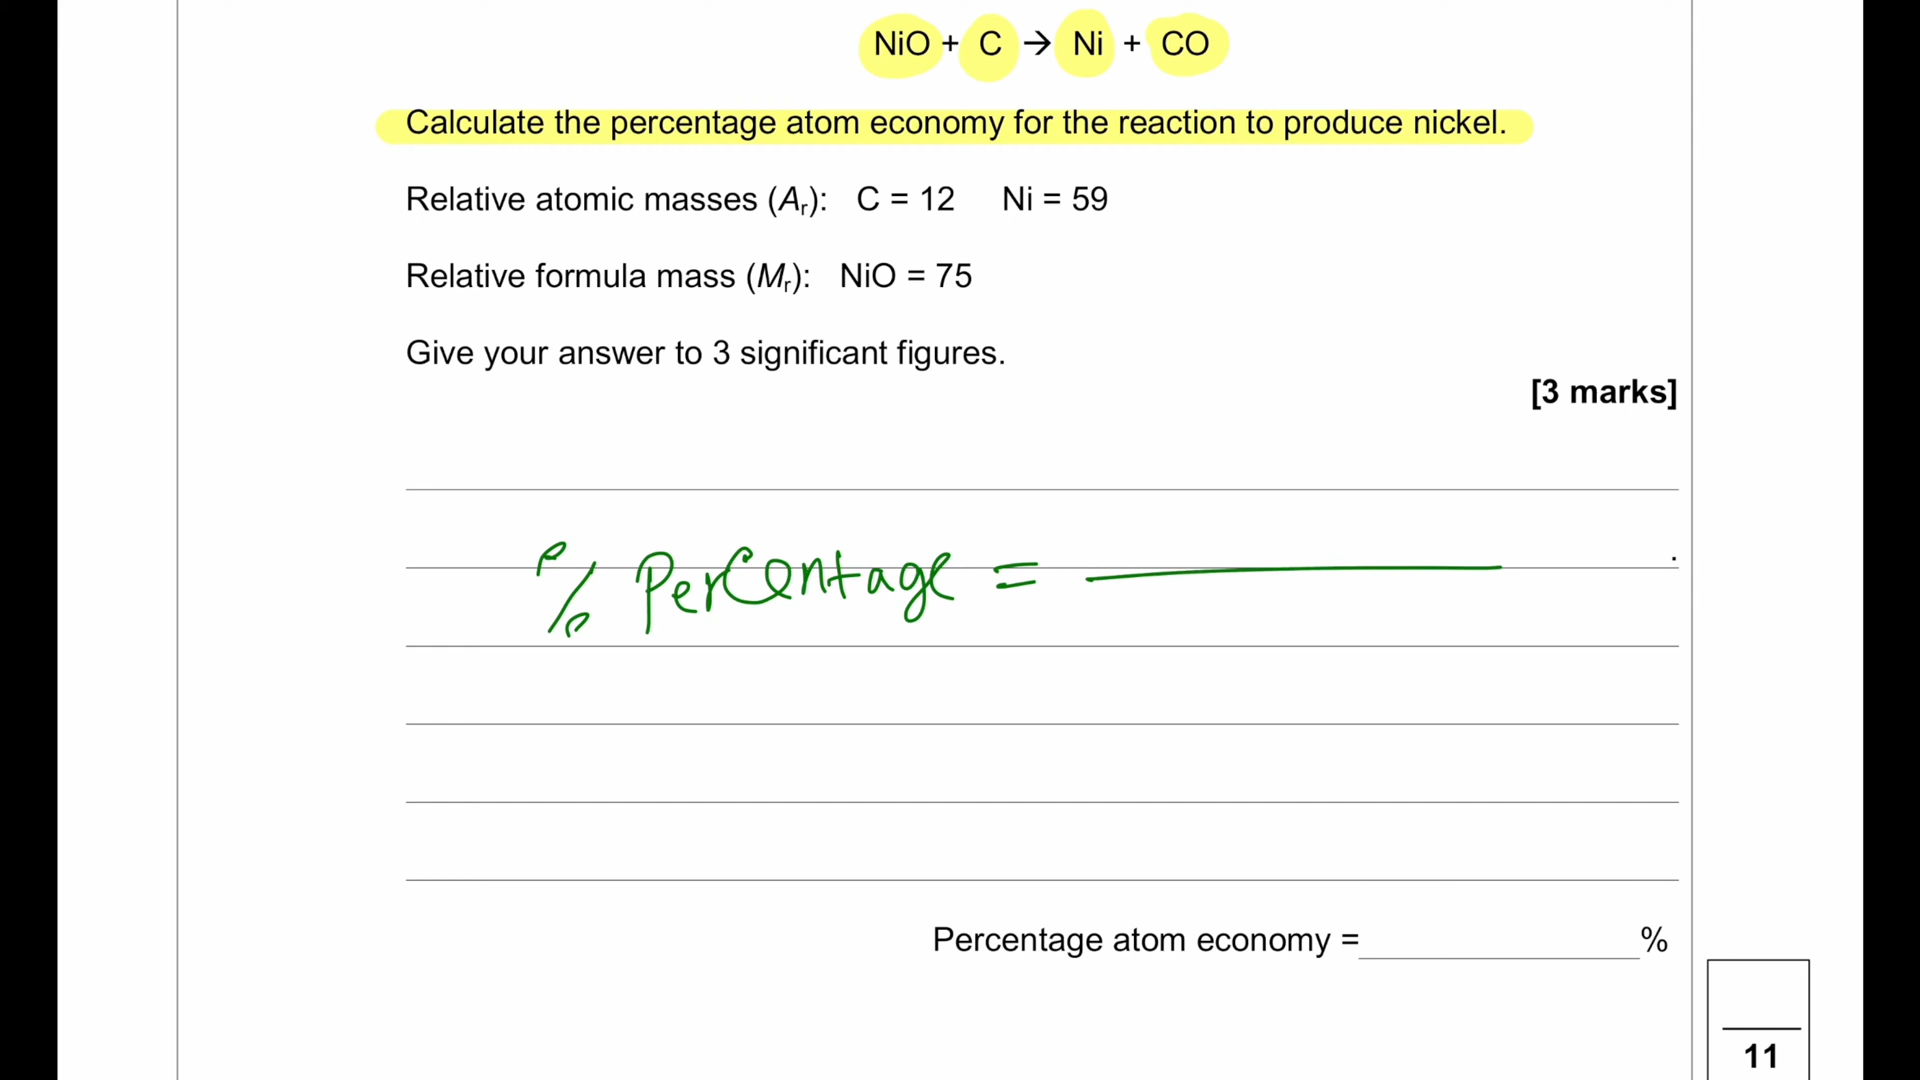 NiO + C → Ni + CO
Calculate the percentage atom economy for the reaction to produce nickel.
Relative atomic masses (Ar): C = 12 Ni = 59
Relative formula mass (Mr): NiO = 75
Give your answer to 3 significant figures.
[3 marks]
% Percentage =
Percentage atom economy = %
11